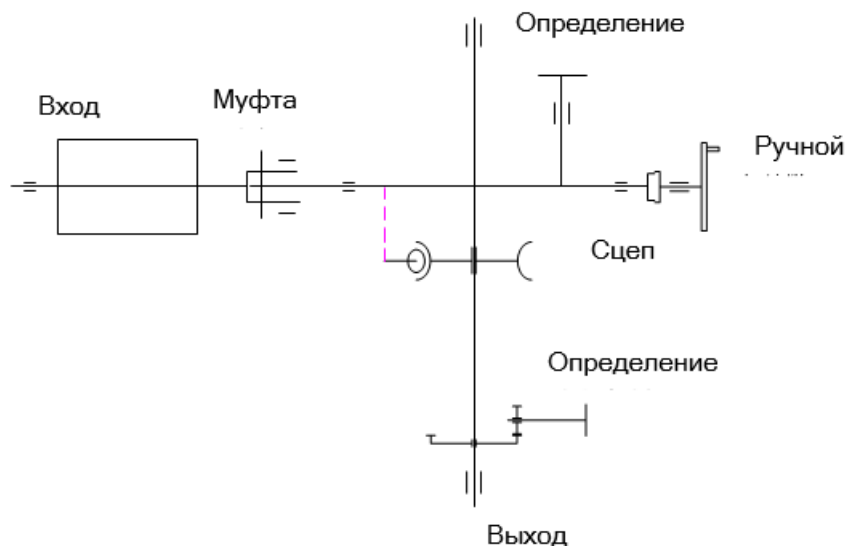 Определение
Вход
Муфта
Ручной
Сцеп
Определение
Выход